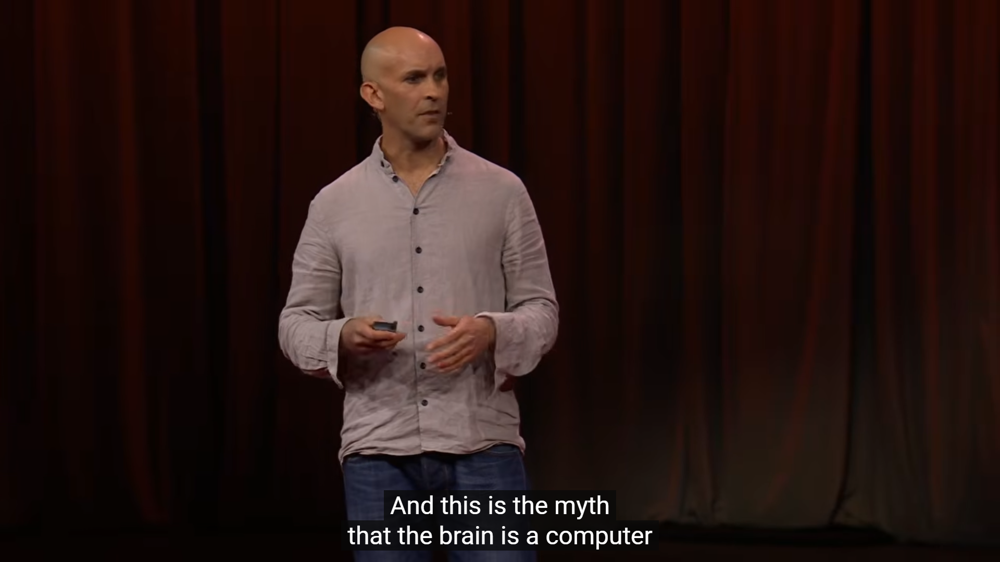 And this is the myth
that the brain is a computer